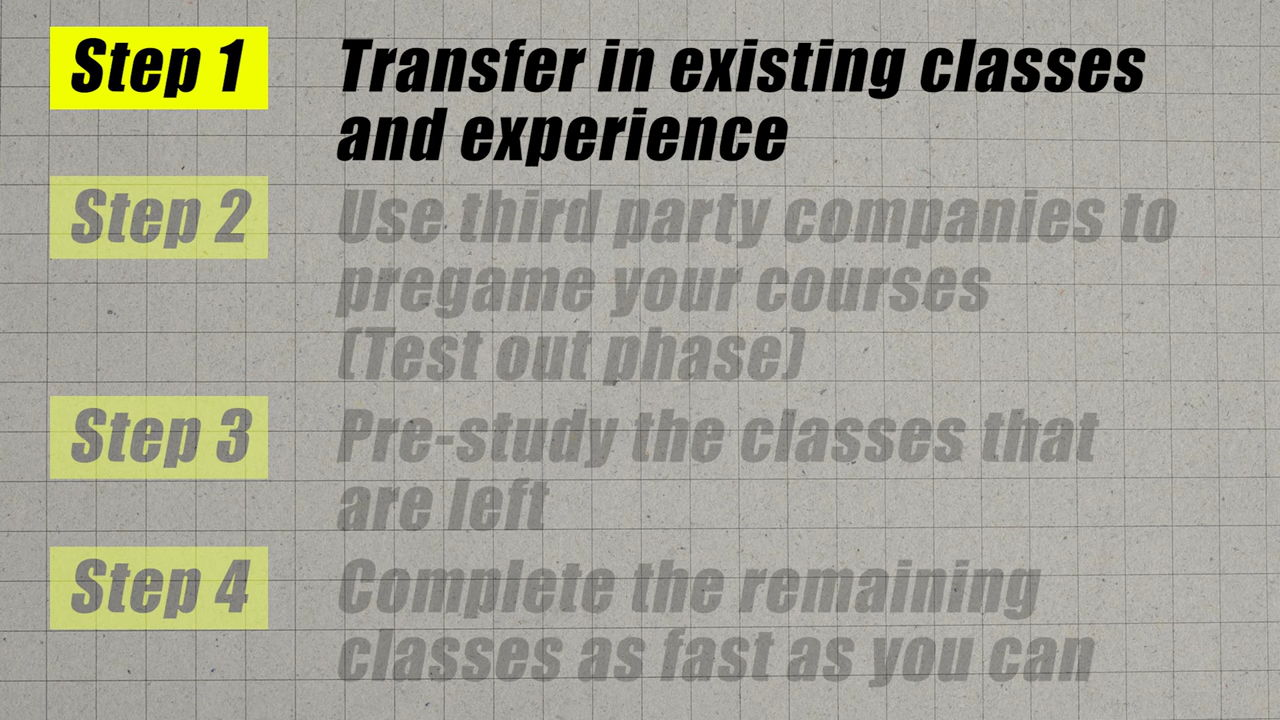 Step 1 Transfer in existing classes
and experience
Step 2 Use third party companies to
pregame your courses
(Test out phase)
Step 3 Pre-study the classes that
are left
Step 4 Complete the remaining
classes as fast as you can